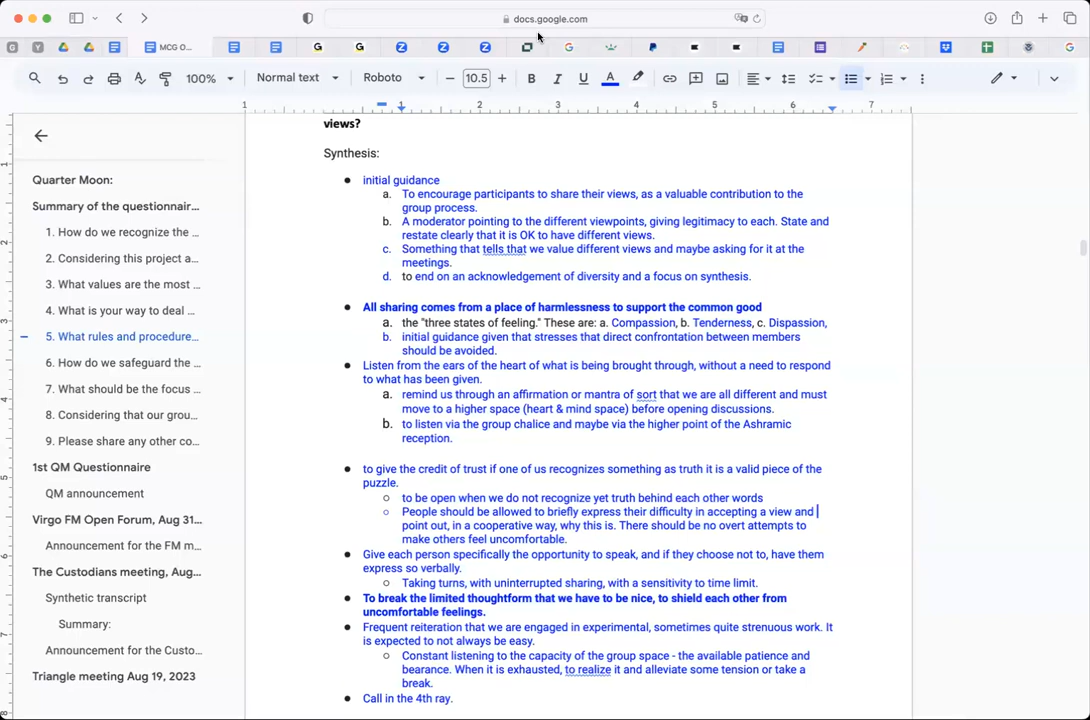 docs.google.com
MCG O...
100%
Normal text
Roboto
10.5
1 1 2 3 4 5 6 7
Quarter Moon:
Summary of the questionnair...
1. How do we recognize the ...
2. Considering this project a...
3. What values are the most ...
4. What is your way to deal ...
5. What rules and procedure...
6. How do we safeguard the ...
7. What should be the focus ...
8. Considering that our grou...
9. Please share any other co...
1st QM Questionnaire
QM announcement
Virgo FM Open Forum, Aug 31...
Announcement for the FM m...
The Custodians meeting, Aug...
Synthetic transcript
Summary:
Announcement for the Custo...
Triangle meeting Aug 19, 2023
views?
Synthesis:
● initial guidance
a. To encourage participants to share their views, as a valuable contribution to the
group process.
b. A moderator pointing to the different viewpoints, giving legitimacy to each. State and
restate clearly that it is OK to have different views.
c. Something that tells that we value different views and maybe asking for it at the
meetings.
d. to end on an acknowledgement of diversity and a focus on synthesis.
● All sharing comes from a place of harmlessness to support the common good
a. the "three states of feeling." These are: a. Compassion, b. Tenderness, c. Dispassion,
b. initial guidance given that stresses that direct confrontation between members
should be avoided.
● Listen from the ears of the heart of what is being brought through, without a need to respond
to what has been given.
a. remind us through an affirmation or mantra of sort that we are all different and must
move to a higher space (heart & mind space) before opening discussions.
b. to listen via the group chalice and maybe via the higher point of the Ashramic
reception.
● to give the credit of trust if one of us recognizes something as truth it is a valid piece of the
puzzle.
○ to be open when we do not recognize yet truth behind each other words
○ People should be allowed to briefly express their difficulty in accepting a view and
point out, in a cooperative way, why this is. There should be no overt attempts to
make others feel uncomfortable.
● Give each person specifically the opportunity to speak, and if they choose not to, have them
express so verbally.
○ Taking turns, with uninterrupted sharing, with a sensitivity to time limit.
● To break the limited thoughtform that we have to be nice, to shield each other from
uncomfortable feelings.
● Frequent reiteration that we are engaged in experimental, sometimes quite strenuous work. It
is expected to not always be easy.
○ Constant listening to the capacity of the group space - the available patience and
bearance. When it is exhausted, to realize it and alleviate some tension or take a
break.
● Call in the 4th ray.